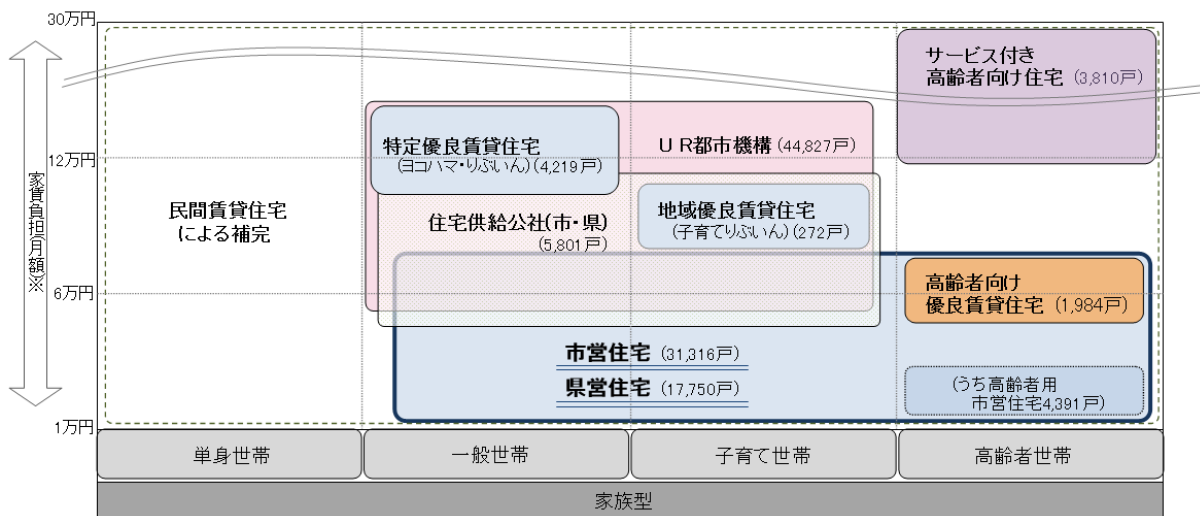 30万円
サービス付き
高齢者向け住宅 (3,810戸)
特定優良賃貸住宅
(ヨコハマ・りぶいん) (4,219戸)
UR都市機構 (44,827戸)
12万円
家賃負担(月額)※
民間賃貸住宅
による補完
住宅供給公社(市・県)
(5,801戸)
地域優良賃貸住宅
(子育てりぶいん) (272戸)
6万円
高齢者向け
優良賃貸住宅 (1,984戸)
市営住宅 (31,316戸)
県営住宅 (17,750戸)
(うち高齢者用
市営住宅4,391戸)
1万円
単身世帯
一般世帯
子育て世帯
高齢者世帯
家族型